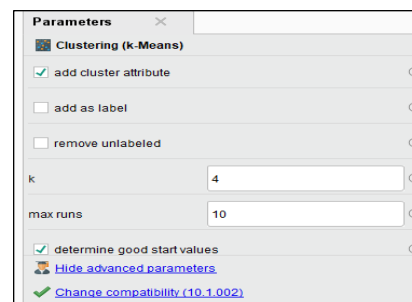 Parameters
Clustering (k-Means)
add cluster attribute
add as label
remove unlabeled
k 4
max runs 10
determine good start values
Hide advanced parameters
Change compatibility (10.1.002)